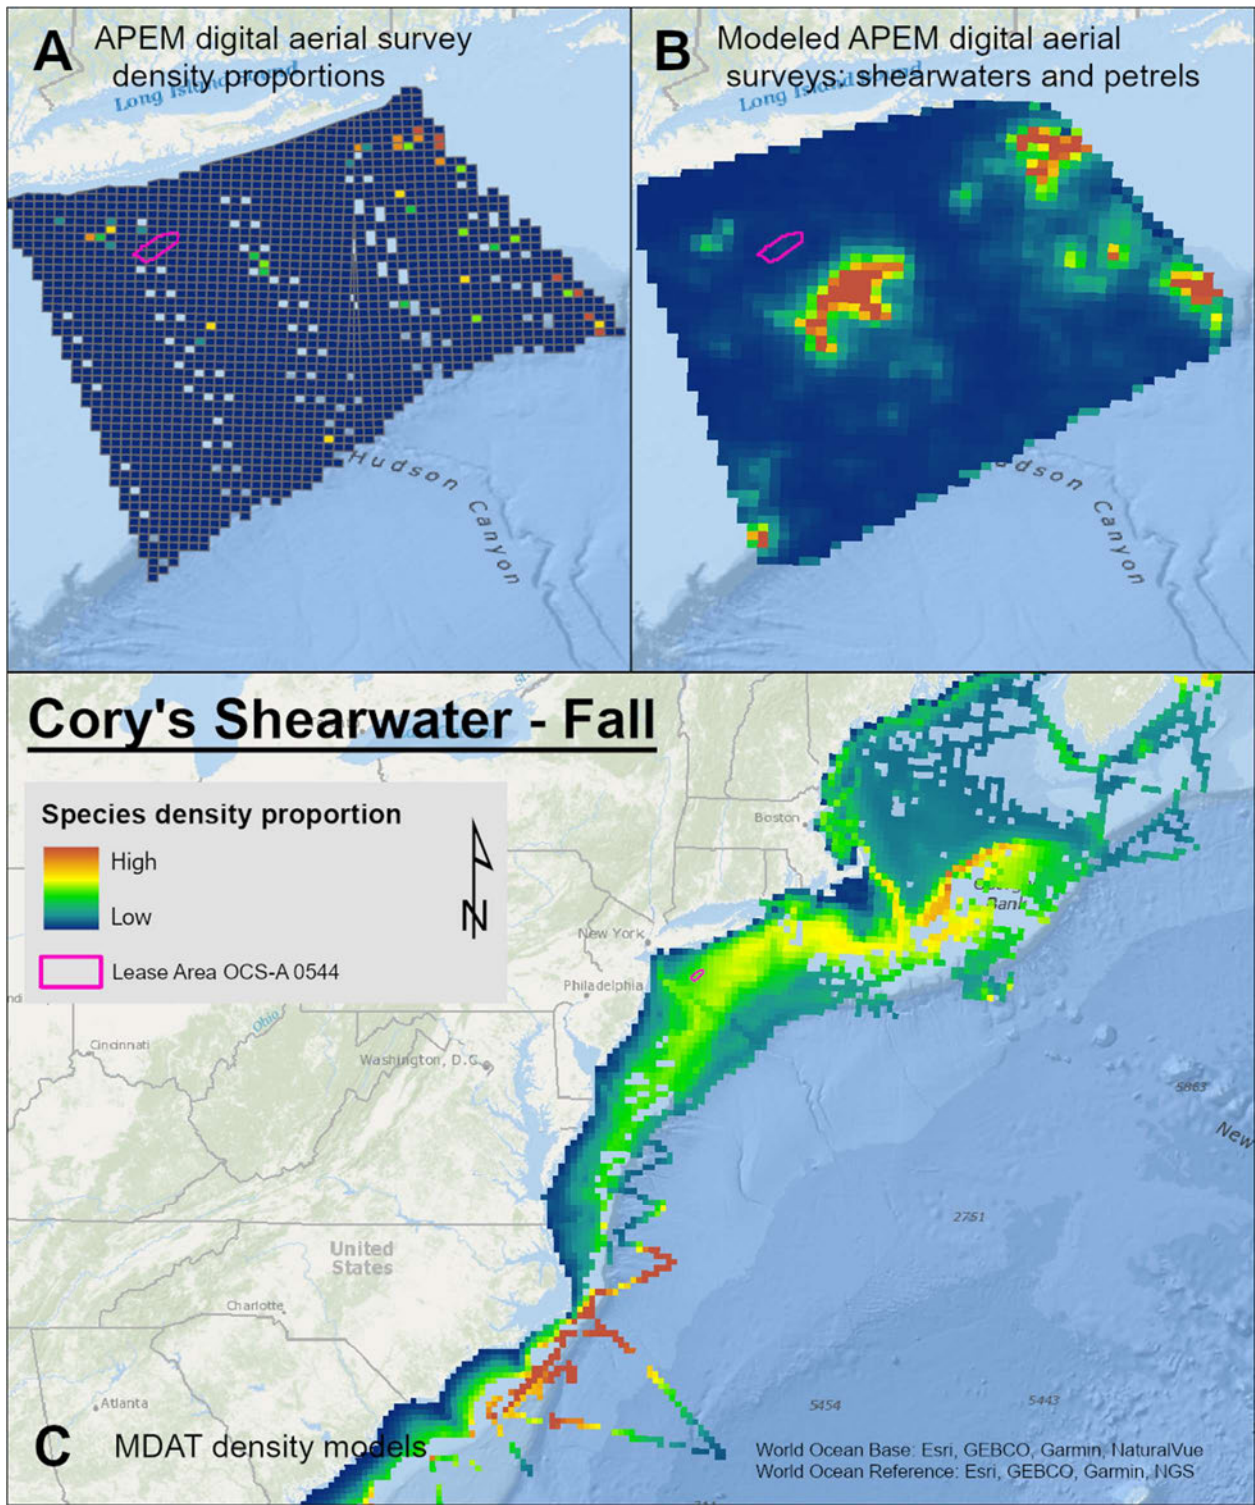 A APEM digital aerial survey
density proportions
Long Island Sound
Hudson Canyon
B Modeled APEM digital aerial
surveys: shearwaters and petrels
Long Island Sound
Hudson Canyon
Cory's Shearwater - Fall
Species density proportion
High
Low
N
Lease Area OCS-A 0544
Boston
Bank
New York
Philadelphia
Ohio
Cincinnati
Washington, D.C.
5863
New
2751
United
States
Charlotte
Atlanta
5454
5443
C MDAT density models
World Ocean Base: Esri, GEBCO, Garmin, NaturalVue
World Ocean Reference: Esri, GEBCO, Garmin, NGS